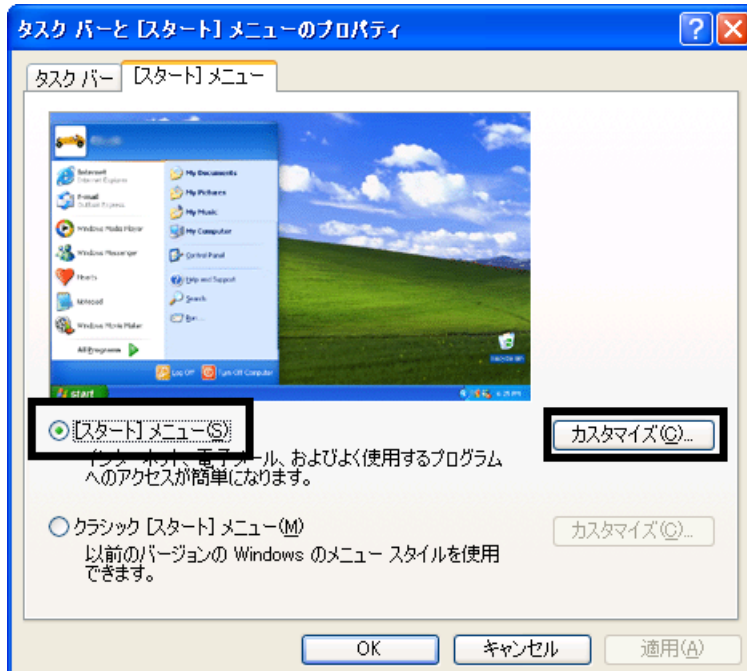 タスク バーと [スタート] メニューのプロパティ
タスク バー
[スタート] メニュー
Internet
Internet Explorer
E-mail
Outlook Express
Windows Media Player
Windows Messenger
Hearts
Notepad
Windows Movie Maker
All Programs
My Documents
My Pictures
My Music
My Computer
Control Panel
Help and Support
Search
Run...
Log Off
Turn Off Computer
Recycle Bin
start
[スタート] メニュー(S)
カスタマイズ(C)...
インターネット、電子メール、およびよく使用するプログラム
へのアクセスが簡単になります。
クラシック [スタート] メニュー(M)
カスタマイズ(C)...
以前のバージョンの Windows のメニュー スタイルを使用
できます。
OK
キャンセル
適用(A)